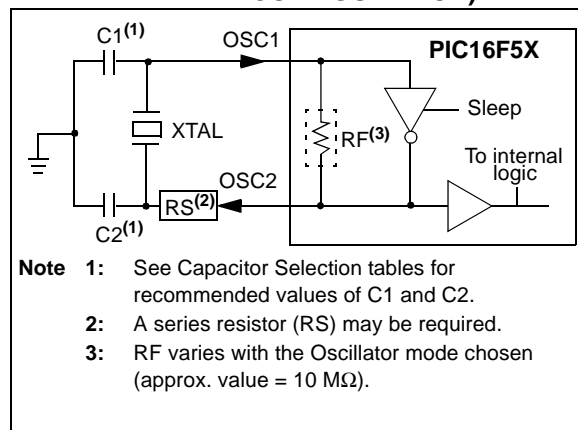 C1(1)
OSC1
PIC16F5X
Sleep
XTAL
RF(3)
To internal
logic
OSC2
RS(2)
C2(1)
Note 1: See Capacitor Selection tables for
recommended values of C1 and C2.
2: A series resistor (RS) may be required.
3: RF varies with the Oscillator mode chosen
(approx. value = 10 MΩ).